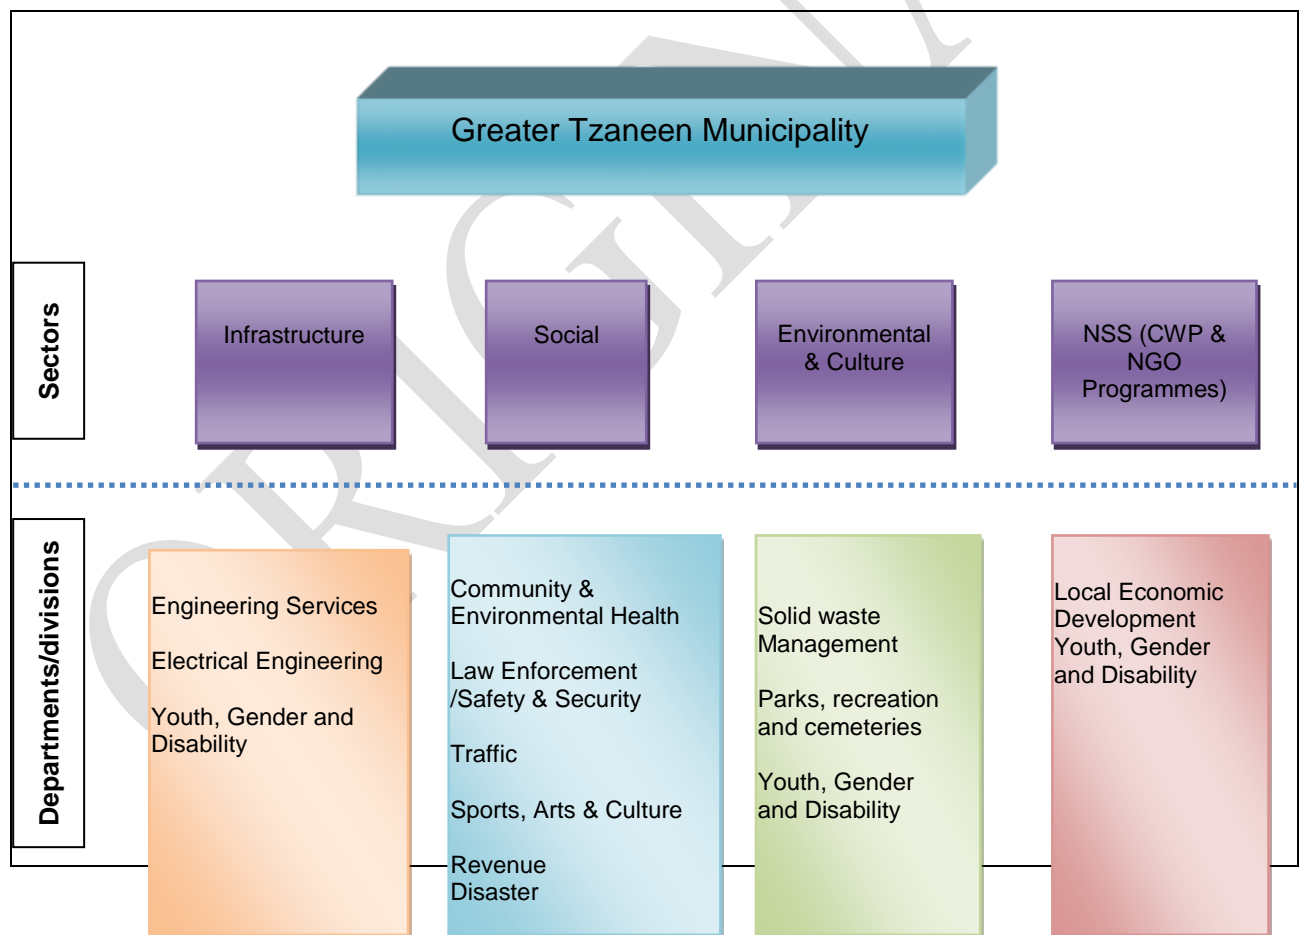 Greater Tzaneen Municipality
Sectors
Infrastructure
Social
Environmental
& Culture
NSS (CWP &
NGO
Programmes)
Departments/divisions
Engineering Services
Electrical Engineering
Youth, Gender and
Disability
Community &
Environmental Health
Law Enforcement
/Safety & Security
Traffic
Sports, Arts & Culture
Revenue
Disaster
Solid waste
Management
Parks, recreation
and cemeteries
Youth, Gender
and Disability
Local Economic
Development
Youth, Gender
and Disability